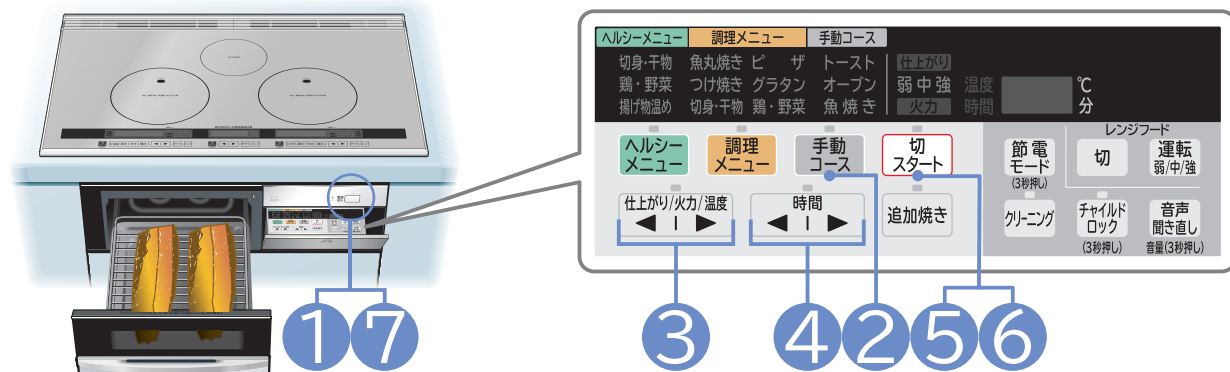 ヘルシーメニュー 調理メニュー 手動コース
切身・干物 魚丸焼き ピザ トースト 仕上がり
鶏・野菜 つけ焼き グラタン オーブン 弱 中 強 温度 ℃
揚げ物温め 切身・干物 鶏・野菜 魚焼き 火力 時間 分
レンジフード
ヘルシー
メニュー
調理
メニュー
手動
コース
切
スタート
節電
モード
(3秒押し)
切
運転
弱/中/強
仕上がり/火力/温度
◀ I ▶
時間
◀ I ▶
追加焼き
クリーニング
チャイルド
ロック
(3秒押し)
音声
聞き直し
音量(3秒押し)
1 7 3 4 2 5 6